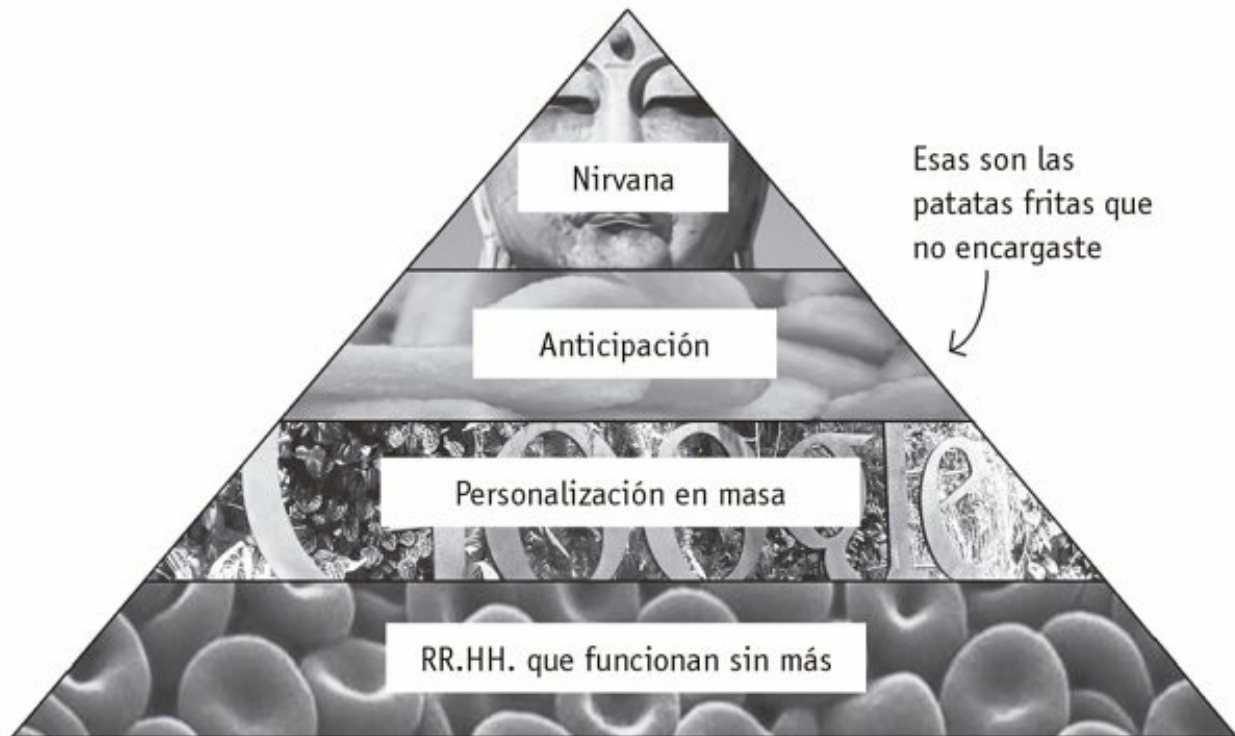 Nirvana
Esas son las
patatas fritas que
no encargaste
Anticipación
Google
Personalización en masa
RR.HH. que funcionan sin más